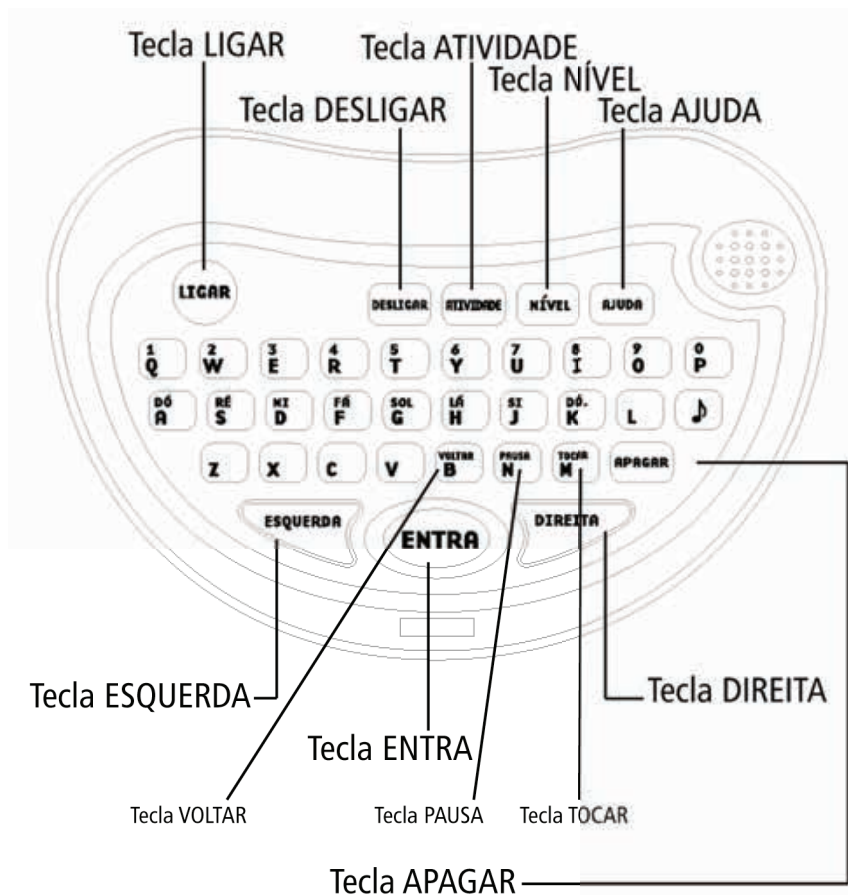 Tecla LIGAR
Tecla ATIVIDADE
Tecla NÍVEL
Tecla DESLIGAR
Tecla AJUDA
LIGAR
DESLIGAR ATIVIDADE NÍVEL AJUDA
1 2 3 4 5 6 7 8 9 0
Q W E R T Y U I O P
DÓ RÉ MI FÁ SOL LÁ SI DÓ.
A S D F G H J K L ♪
VOLTAR PAUSA TOCAR
Z X C V B N M APAGAR
ESQUERDA ENTRA DIREITA
Tecla ESQUERDA
Tecla DIREITA
Tecla ENTRA
Tecla VOLTAR
Tecla PAUSA
Tecla TOCAR
Tecla APAGAR